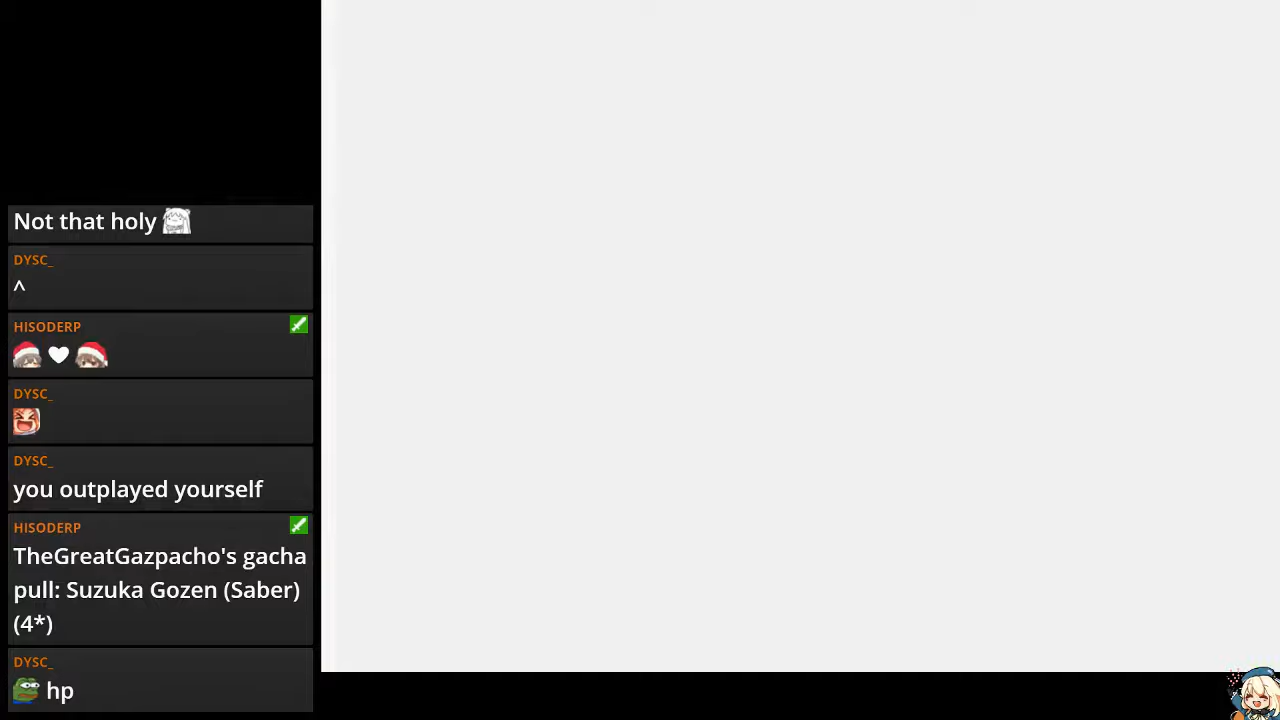 Not that holy
DYSC_
^
HISODERP
DYSC_
DYSC_
you outplayed yourself
HISODERP
TheGreatGazpacho's gacha
pull: Suzuka Gozen (Saber)
(4*)
DYSC_
hp